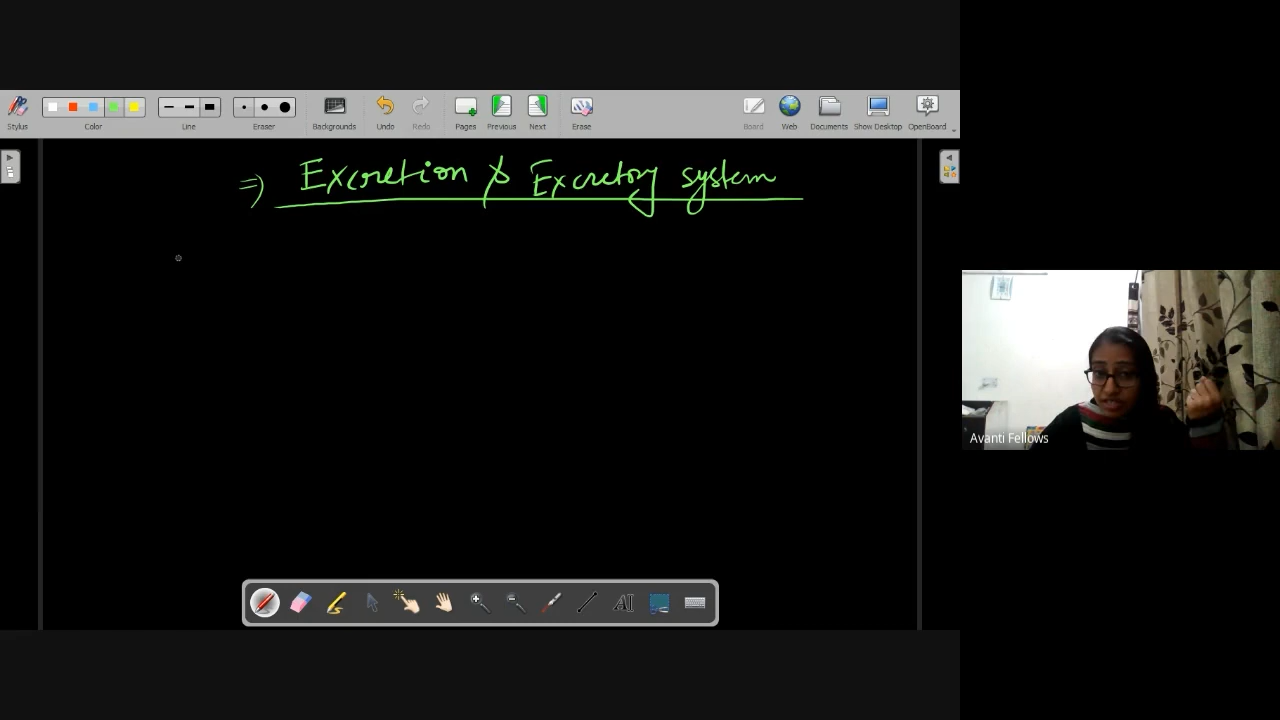 Stylus Color Line Eraser Backgrounds Undo Redo Pages Previous Next Erase Board Web Documents Show Desktop OpenBoard
=) Excretion & Excretory system
Avanti Fellows
AI